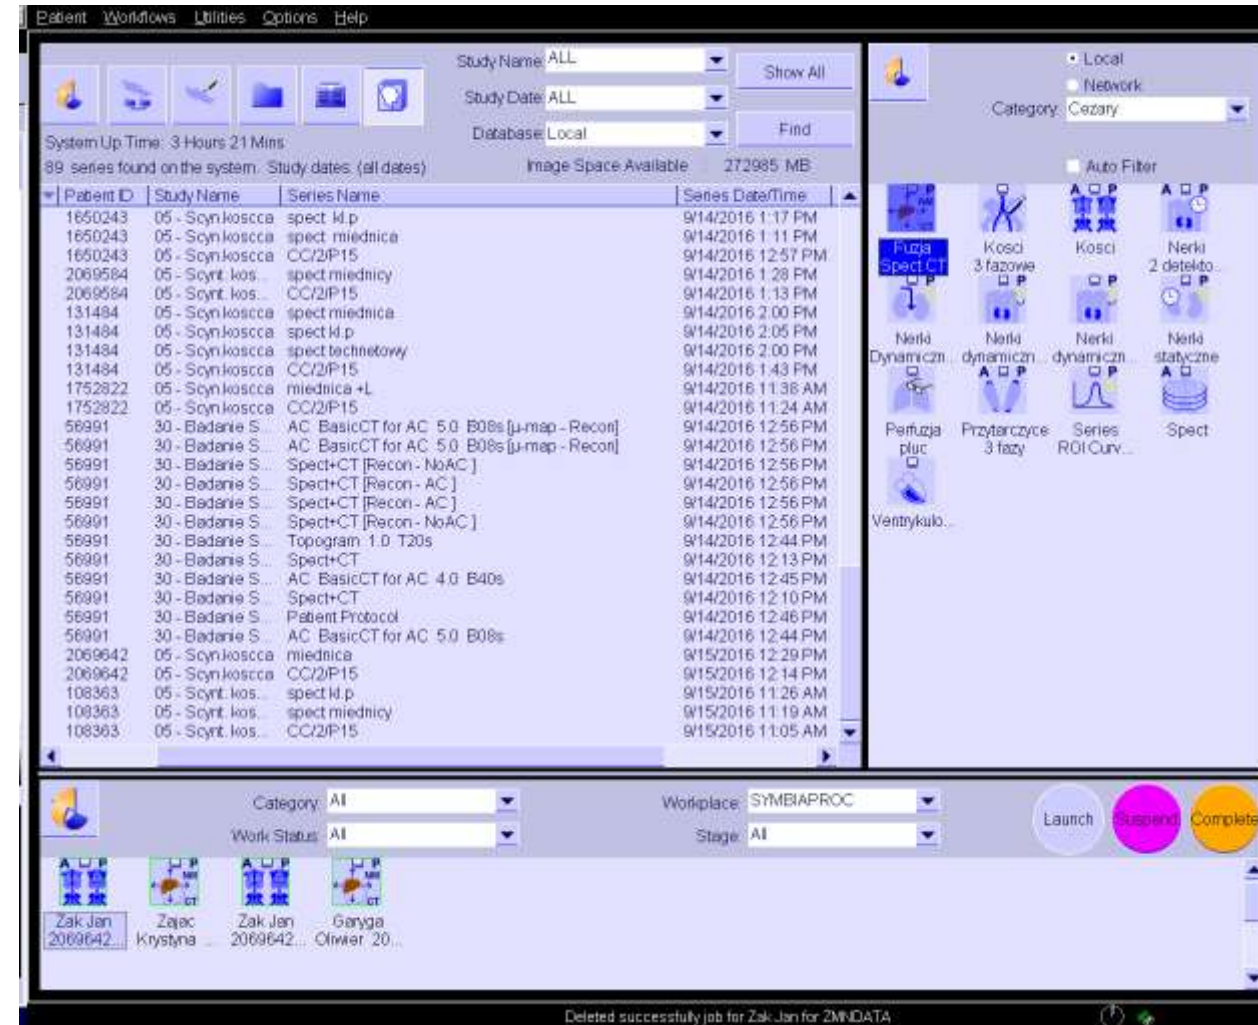 Patient Workflows Utilities Options Help
Study Name: ALL
Show All
Study Date: ALL
Database: Local
Find
System Up Time: 3 Hours 21 Mins
89 series found on the system. Study dates: (all dates)
Image Space Available : 272985 MB
Local
Network
Category: Cezary
Auto Filter
Patient ID Study Name Series Name Series Date/Time
1650243 05 - Scyn.koscca spect kl.p 9/14/2016 1:17 PM
1650243 05 - Scyn.koscca spect miednica 9/14/2016 1:11 PM
1650243 05 - Scyn.koscca CC/2/P15 9/14/2016 12:57 PM
2069584 05 - Scynt. kos... spect miednicy 9/14/2016 1:28 PM
2069584 05 - Scynt. kos... CC/2/P15 9/14/2016 1:13 PM
131484 05 - Scyn.koscca spect miednica 9/14/2016 2:00 PM
131484 05 - Scyn.koscca spect kl.p 9/14/2016 2:05 PM
131484 05 - Scyn.koscca spect technetowy 9/14/2016 2:00 PM
131484 05 - Scyn.koscca CC/2/P15 9/14/2016 1:43 PM
1752822 05 - Scyn.koscca miednica +L 9/14/2016 11:38 AM
1752822 05 - Scyn.koscca CC/2/P15 9/14/2016 11:24 AM
56991 30 - Badanie S... AC BasicCT for AC 5.0 B08s [µ-map - Recon] 9/14/2016 12:56 PM
56991 30 - Badanie S... AC BasicCT for AC 5.0 B08s [µ-map - Recon] 9/14/2016 12:56 PM
56991 30 - Badanie S... Spect+CT [Recon - NoAC ] 9/14/2016 12:56 PM
56991 30 - Badanie S... Spect+CT [Recon - AC ] 9/14/2016 12:56 PM
56991 30 - Badanie S... Spect+CT [Recon - AC ] 9/14/2016 12:56 PM
56991 30 - Badanie S... Spect+CT [Recon - NoAC ] 9/14/2016 12:56 PM
56991 30 - Badanie S... Topogram 1.0 T20s 9/14/2016 12:44 PM
56991 30 - Badanie S... Spect+CT 9/14/2016 12:13 PM
56991 30 - Badanie S... AC BasicCT for AC 4.0 B40s 9/14/2016 12:45 PM
56991 30 - Badanie S... Spect+CT 9/14/2016 12:10 PM
56991 30 - Badanie S... Patient Protocol 9/14/2016 12:46 PM
56991 30 - Badanie S... AC BasicCT for AC 5.0 B08s 9/14/2016 12:44 PM
2069642 05 - Scyn.koscca miednica 9/15/2016 12:29 PM
2069642 05 - Scyn.koscca CC/2/P15 9/15/2016 12:14 PM
108363 05 - Scynt. kos... spect kl.p 9/15/2016 11:26 AM
108363 05 - Scynt. kos... spect miednicy 9/15/2016 11:19 AM
108363 05 - Scynt. kos... CC/2/P15 9/15/2016 11:05 AM
P A P A P
NM
Fuzja Kosci Kosci Nerki
Spect CT 3 fazowe 2 detekto...
P P P P
Nerki Nerki Nerki Nerki
Dynamiczn... dynamiczn... dynamiczn... statyczne
A P P A
Perfuzja Przytarczyce Series Spect
pluc 3 fazy ROI Curv...
Ventrykulo...
Category: All
Workplace: SYMBIAPROC
Work Status: All
Stage: All
Launch Suspend Complete
A P P A P P
NM NM
CT CT
Zak Jan Zajac Zak Jan Garyga
2069642... Krystyna ... 2069642... Oliwier 20...
Deleted successfully job for Zak Jan for ZMNDATA